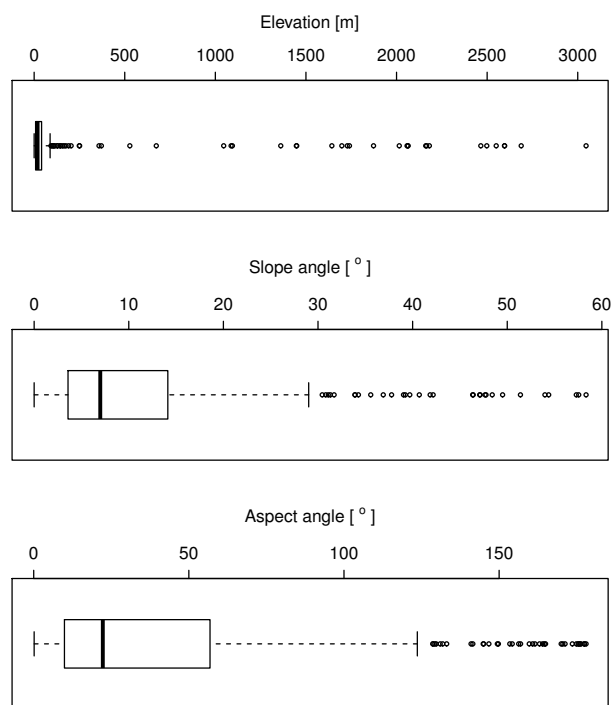 Elevation [m]
0 500 1000 1500 2000 2500 3000
Slope angle [ ° ]
0 10 20 30 40 50 60
Aspect angle [ ° ]
0 50 100 150